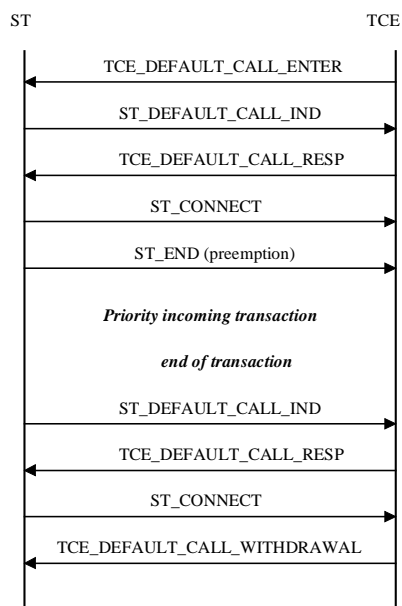 ST TCE
TCE_DEFAULT_CALL_ENTER
ST_DEFAULT_CALL_IND
TCE_DEFAULT_CALL_RESP
ST_CONNECT
ST_END (preemption)
Priority incoming transaction
end of transaction
ST_DEFAULT_CALL_IND
TCE_DEFAULT_CALL_RESP
ST_CONNECT
TCE_DEFAULT_CALL_WITHDRAWAL